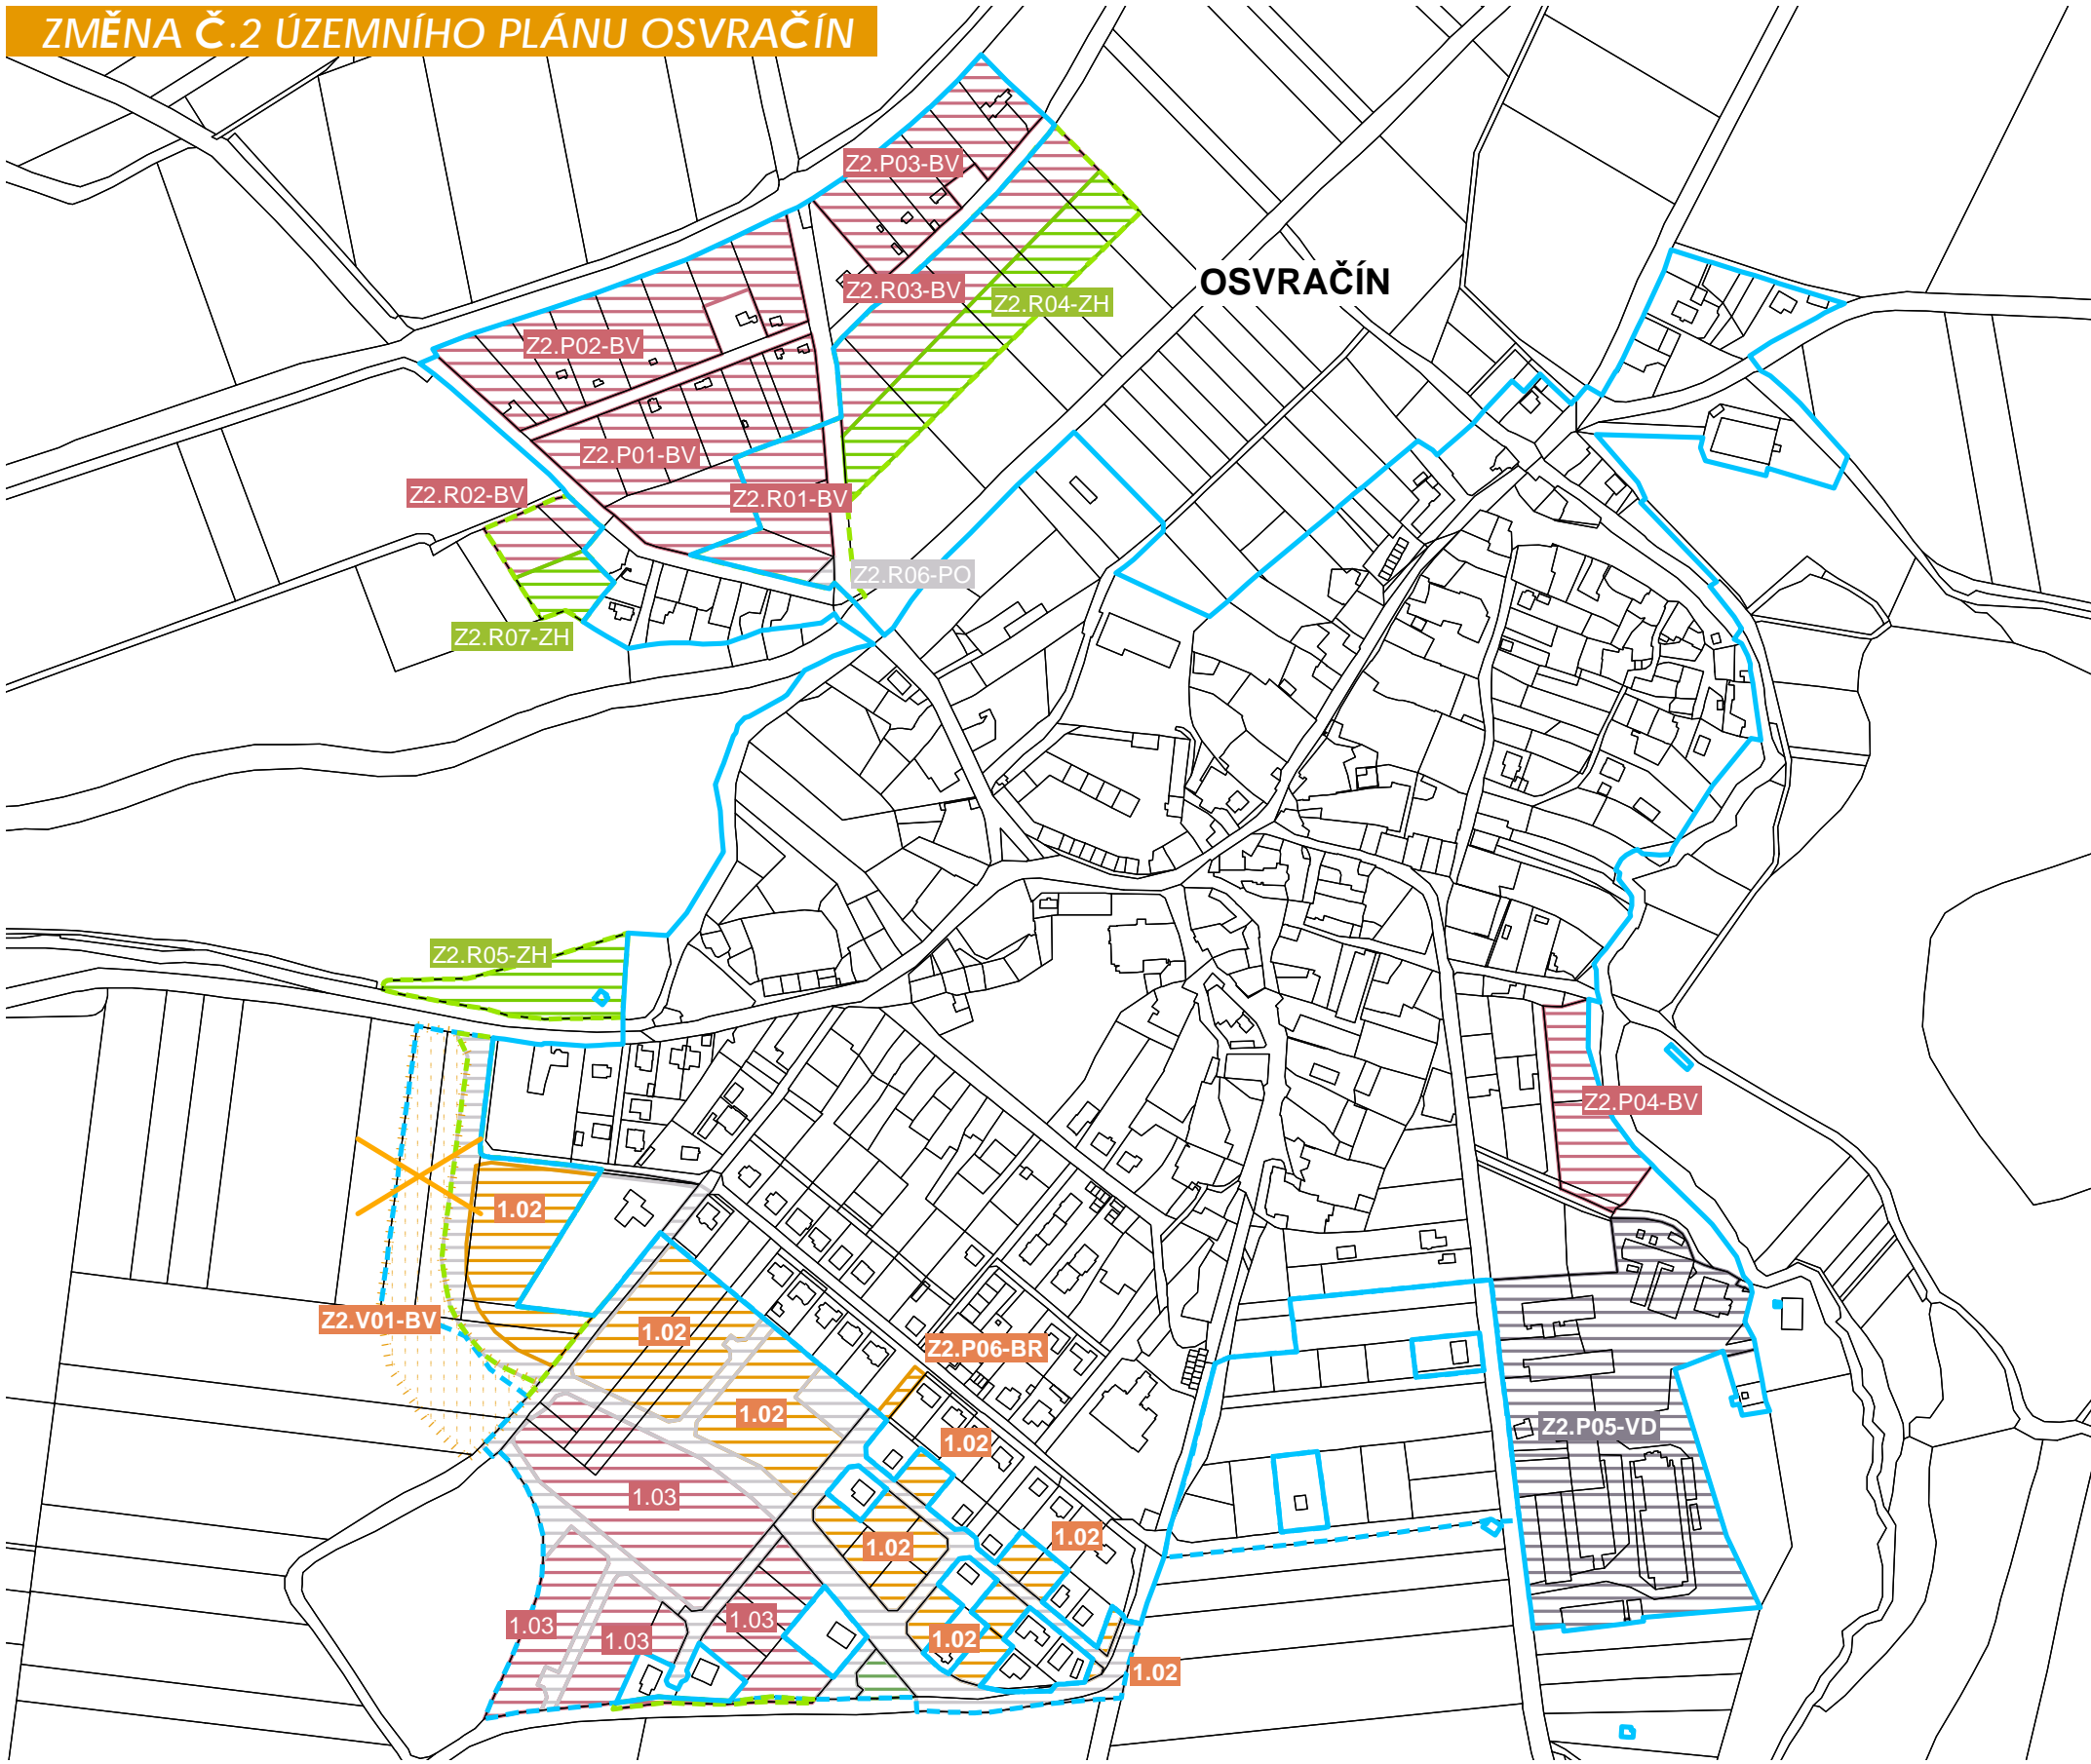 ZMĚNA Č.2 ÚZEMNÍHO PLÁNU OSVRAČÍN
Z2.P03-BV
OSVRAČÍN
Z2.R03-BV
Z2.R04-ZH
Z2.P02-BV
Z2.P01-BV
Z2.R02-BV
Z2.R01-BV
Z2.R06-PO
Z2.R07-ZH
Z2.R05-ZH
Z2.P04-BV
1.02
Z2.V01-BV
1.02
Z2.P06-BR
1.02
Z2.P05-VD
1.02
1.03
1.02
1.02
1.03
1.03
1.03
1.02
1.02